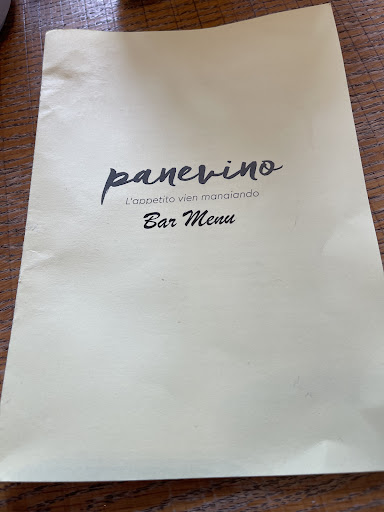 panevino
L'appetito vien mangiando
Bar Menu